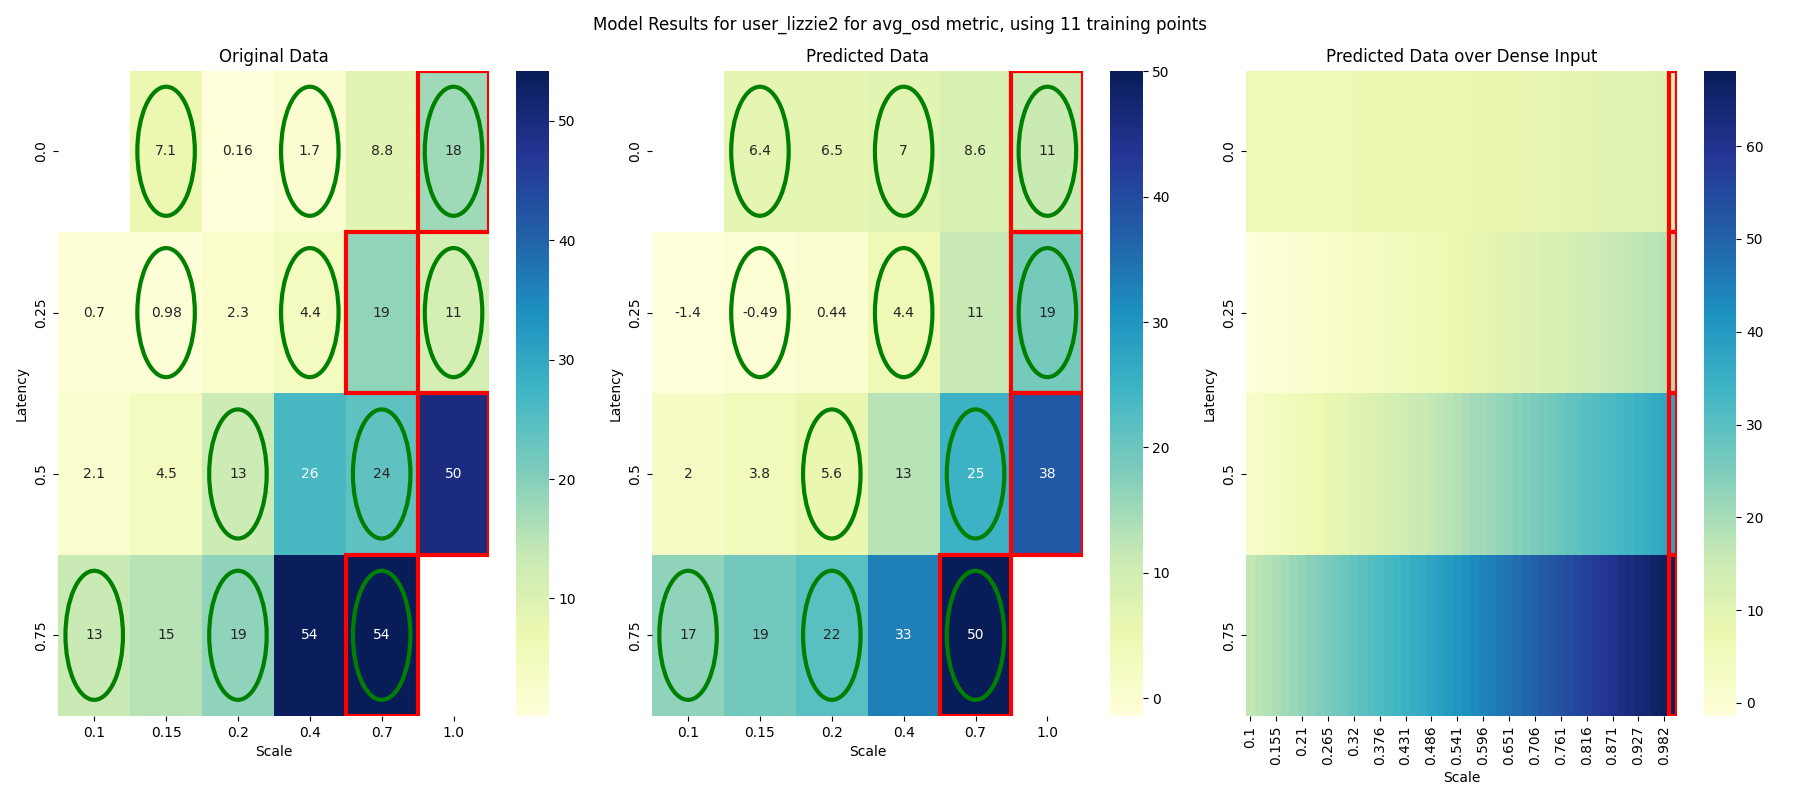 Model Results for user_lizzie2 for avg_osd metric, using 11 training points
Original Data
0.0 7.1 0.16 1.7 8.8 18
0.25 0.7 0.98 2.3 4.4 19 11
0.5 2.1 4.5 13 26 24 50
0.75 13 15 19 54 54
0.1 0.15 0.2 0.4 0.7 1.0
Scale
Latency
50
40
30
20
10
Predicted Data
0.0 6.4 6.5 7 8.6 11
0.25 -1.4 -0.49 0.44 4.4 11 19
0.5 2 3.8 5.6 13 25 38
0.75 17 19 22 33 50
0.1 0.15 0.2 0.4 0.7 1.0
Scale
Latency
50
40
30
20
10
0
Predicted Data over Dense Input
0.0
0.25
0.5
0.75
0.1 0.155 0.21 0.265 0.32 0.376 0.431 0.486 0.541 0.596 0.651 0.706 0.761 0.816 0.871 0.927 0.982
Scale
Latency
60
50
40
30
20
10
0